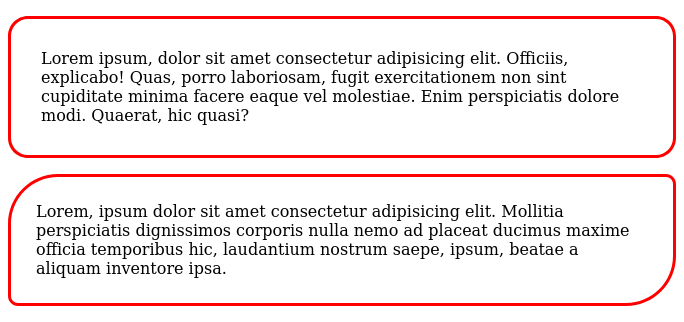 Lorem ipsum, dolor sit amet consectetur adipisicing elit. Officiis,
explicabo! Quas, porro laboriosam, fugit exercitationem non sint
cupiditate minima facere eaque vel molestiae. Enim perspiciatis dolore
modi. Quaerat, hic quasi?
Lorem, ipsum dolor sit amet consectetur adipisicing elit. Mollitia
perspiciatis dignissimos corporis nulla nemo ad placeat ducimus maxime
officia temporibus hic, laudantium nostrum saepe, ipsum, beatae a
aliquam inventore ipsa.